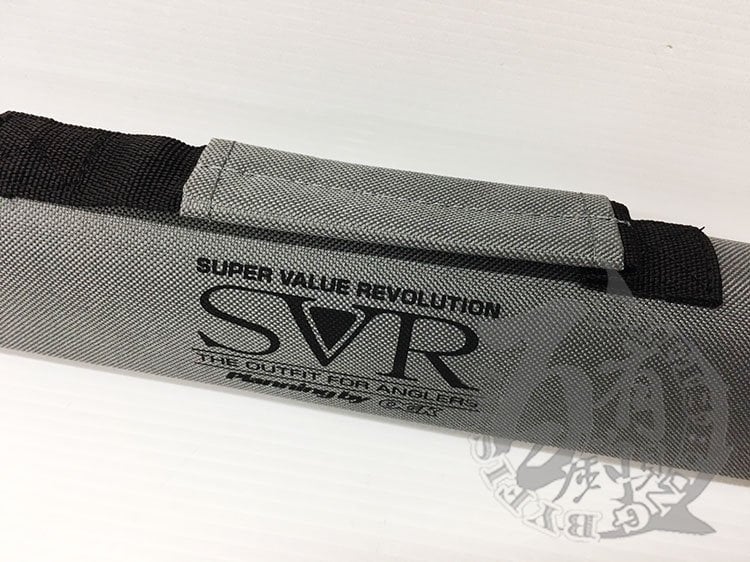 SUPER VALUE REVOLUTION
SVR
THE OUTFIT FOR ANGLERS
Planning by